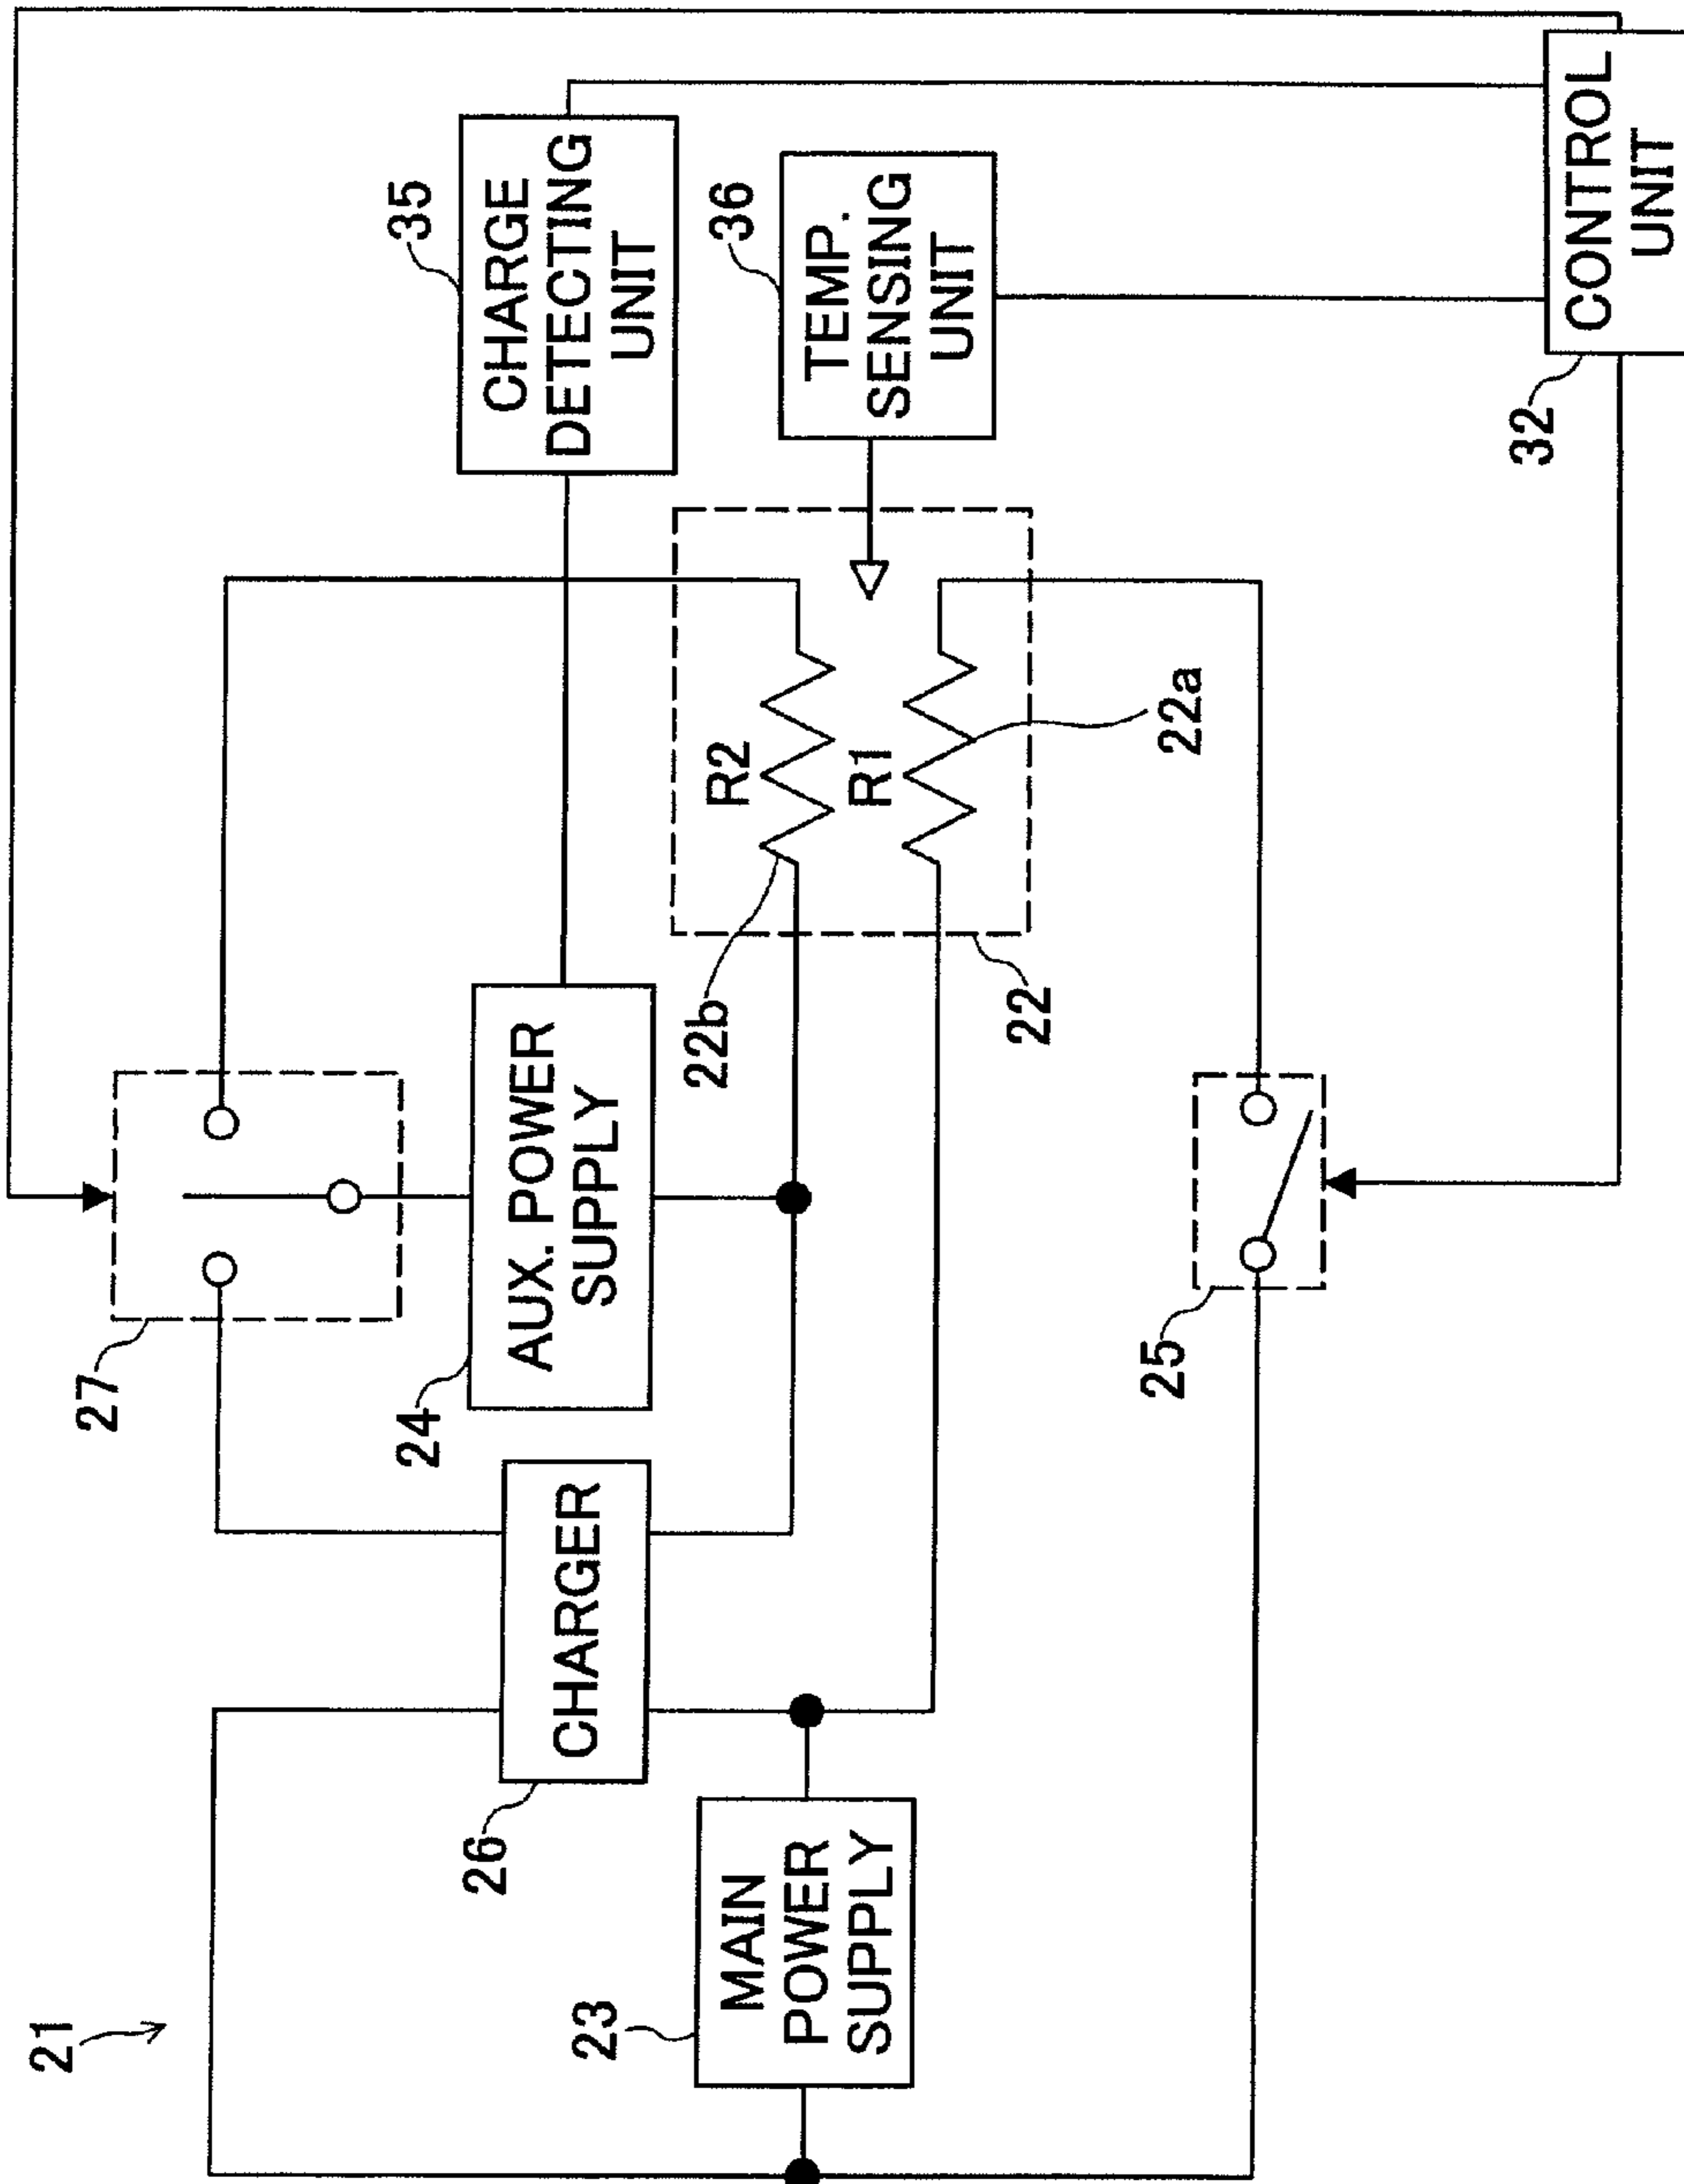 21
27
35
CHARGE
DETECTING
UNIT
24
AUX. POWER
SUPPLY
26
CHARGER
36
TEMP.
SENSING
UNIT
23
MAIN
POWER
SUPPLY
22b
R2
R1
22
22a
25
32
CONTROL
UNIT